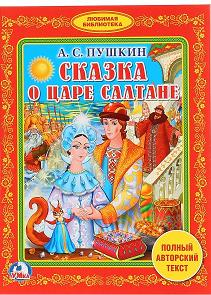 ЛЮБИМАЯ
БИБЛИОТЕКА
А. С. ПУШКИН
СКАЗКА
О ЦАРЕ САЛТАНЕ
ПОЛНЫЙ
АВТОРСКИЙ
ТЕКСТ
УМка